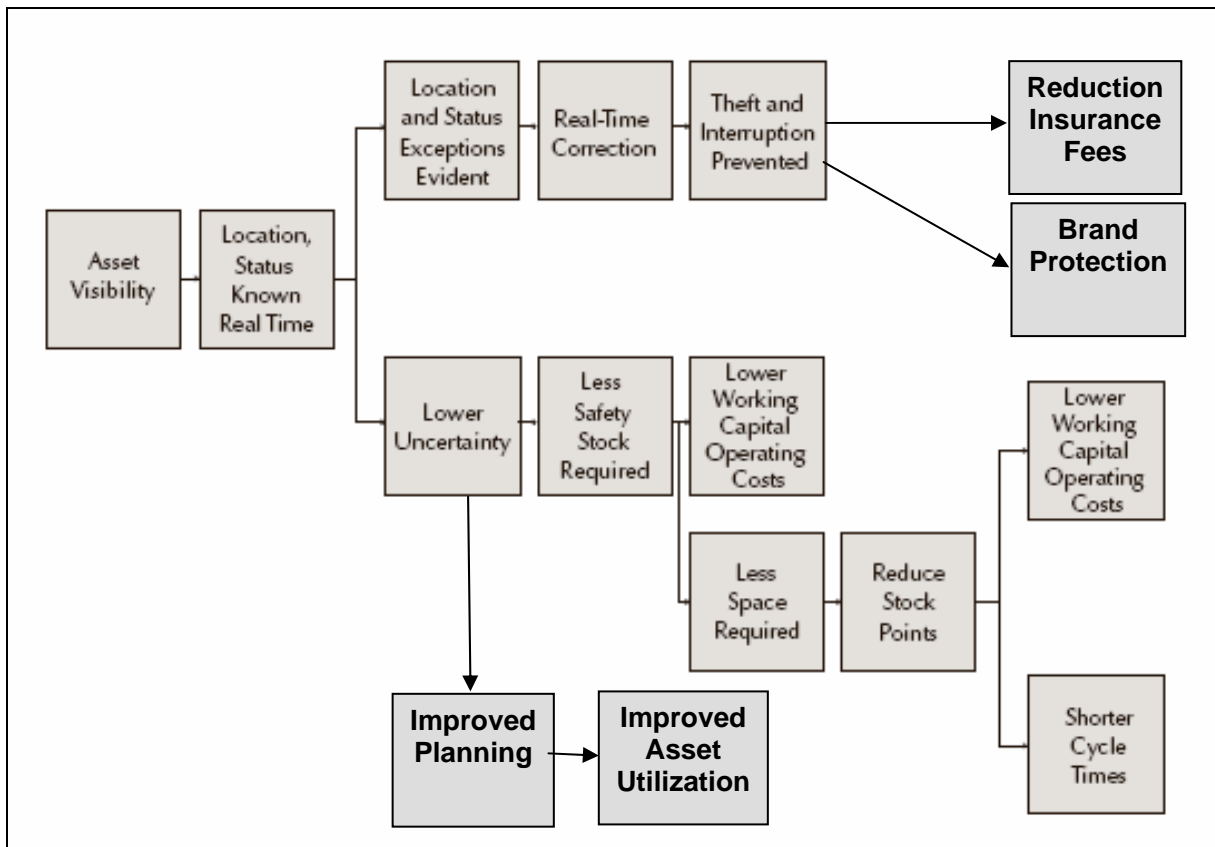 Asset
Visibility
Location,
Status
Known
Real Time
Location
and Status
Exceptions
Evident
Real-Time
Correction
Theft and
Interruption
Prevented
Reduction
Insurance
Fees
Brand
Protection
Lower
Uncertainty
Less
Safety
Stock
Required
Lower
Working
Capital
Operating
Costs
Less
Space
Required
Reduce
Stock
Points
Lower
Working
Capital
Operating
Costs
Shorter
Cycle
Times
Improved
Planning
Improved
Asset
Utilization